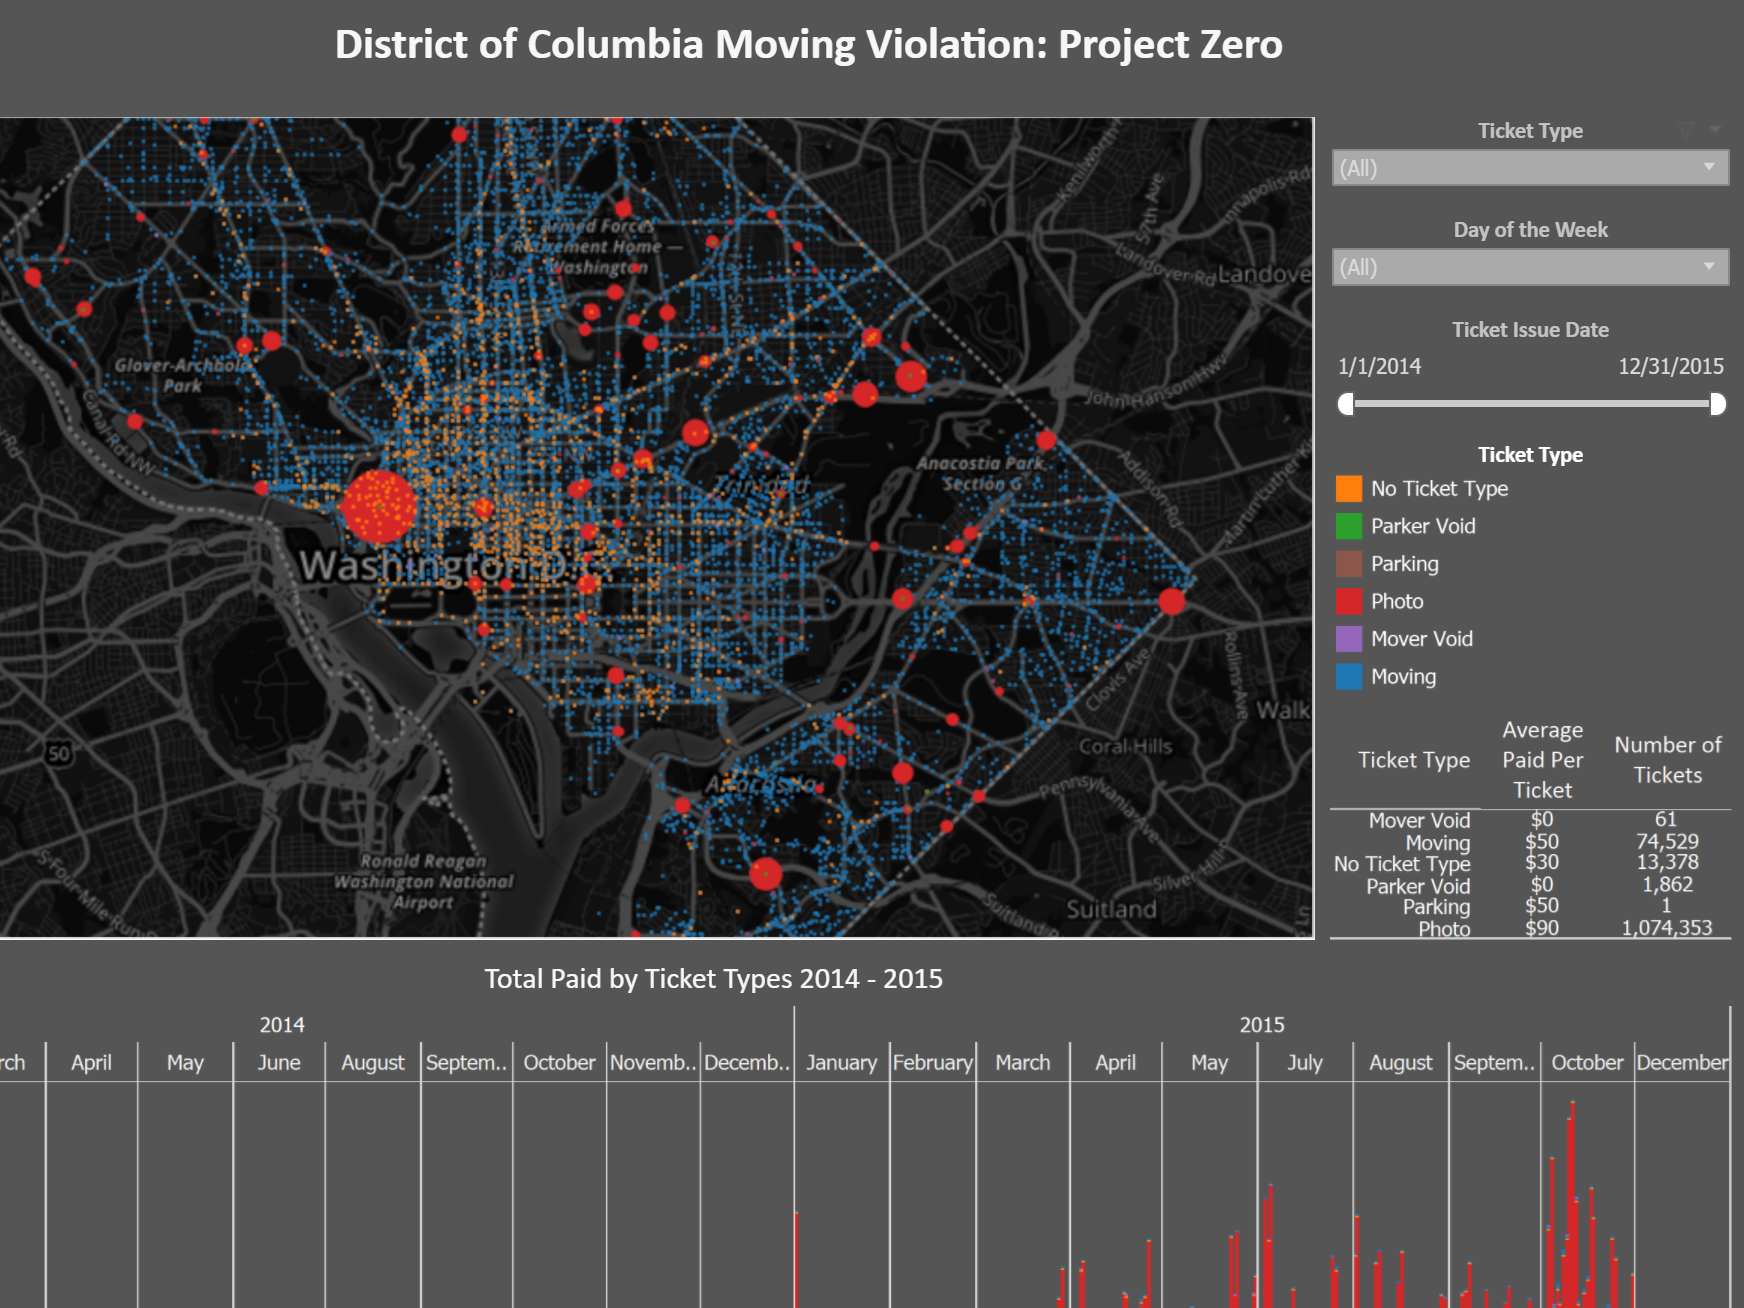 District of Columbia Moving Violation: Project Zero
Ticket Type
(All)
Day of the Week
(All)
Ticket Issue Date
1/1/2014 12/31/2015
Ticket Type
No Ticket Type
Parker Void
Parking
Photo
Mover Void
Moving
Ticket Type Average Paid Per Ticket Number of Tickets
Mover Void $0 61
Moving $50 74,529
No Ticket Type $30 13,378
Parker Void $0 1,862
Parking $50 1
Photo $90 1,074,353
Kenilworth
57th Ave
Annapolis Rd
Landover Rd
Landove
Armed Forces
Retirement Home —
Washington
Glover-Archbold
Park
Canal Rd NW
John Hanson Hwy
Addison Rd
Martin Luther K
Anacostia Park,
Section G
Trinidad
Washington D.
Rollins Ave
Clovis Ave
Walk
50
Coral Hills
Pennsylvania Ave
Anacostia
Silver Hill
Suitland
Ronald Reagan
Washington National
Airport
S Four Mile Run
Total Paid by Ticket Types 2014 - 2015
2014 2015
rch April May June August Septem.. October Novemb.. Decemb.. January February March April May July August Septem.. October December